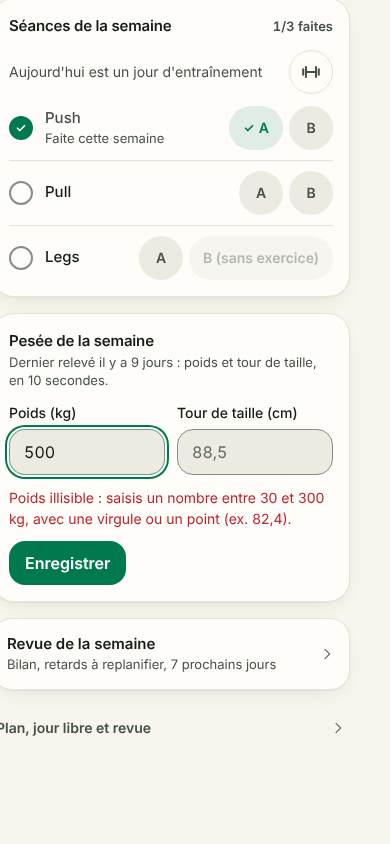 Séances de la semaine
1/3 faites
Aujourd'hui est un jour d'entraînement
Push
Faite cette semaine
A
B
Pull
A
B
Legs
A
B (sans exercice)
Pesée de la semaine
Dernier relevé il y a 9 jours : poids et tour de taille,
en 10 secondes.
Poids (kg)
Tour de taille (cm)
500
88,5
Poids illisible : saisis un nombre entre 30 et 300
kg, avec une virgule ou un point (ex. 82,4).
Enregistrer
Revue de la semaine
Bilan, retards à replanifier, 7 prochains jours
Plan, jour libre et revue